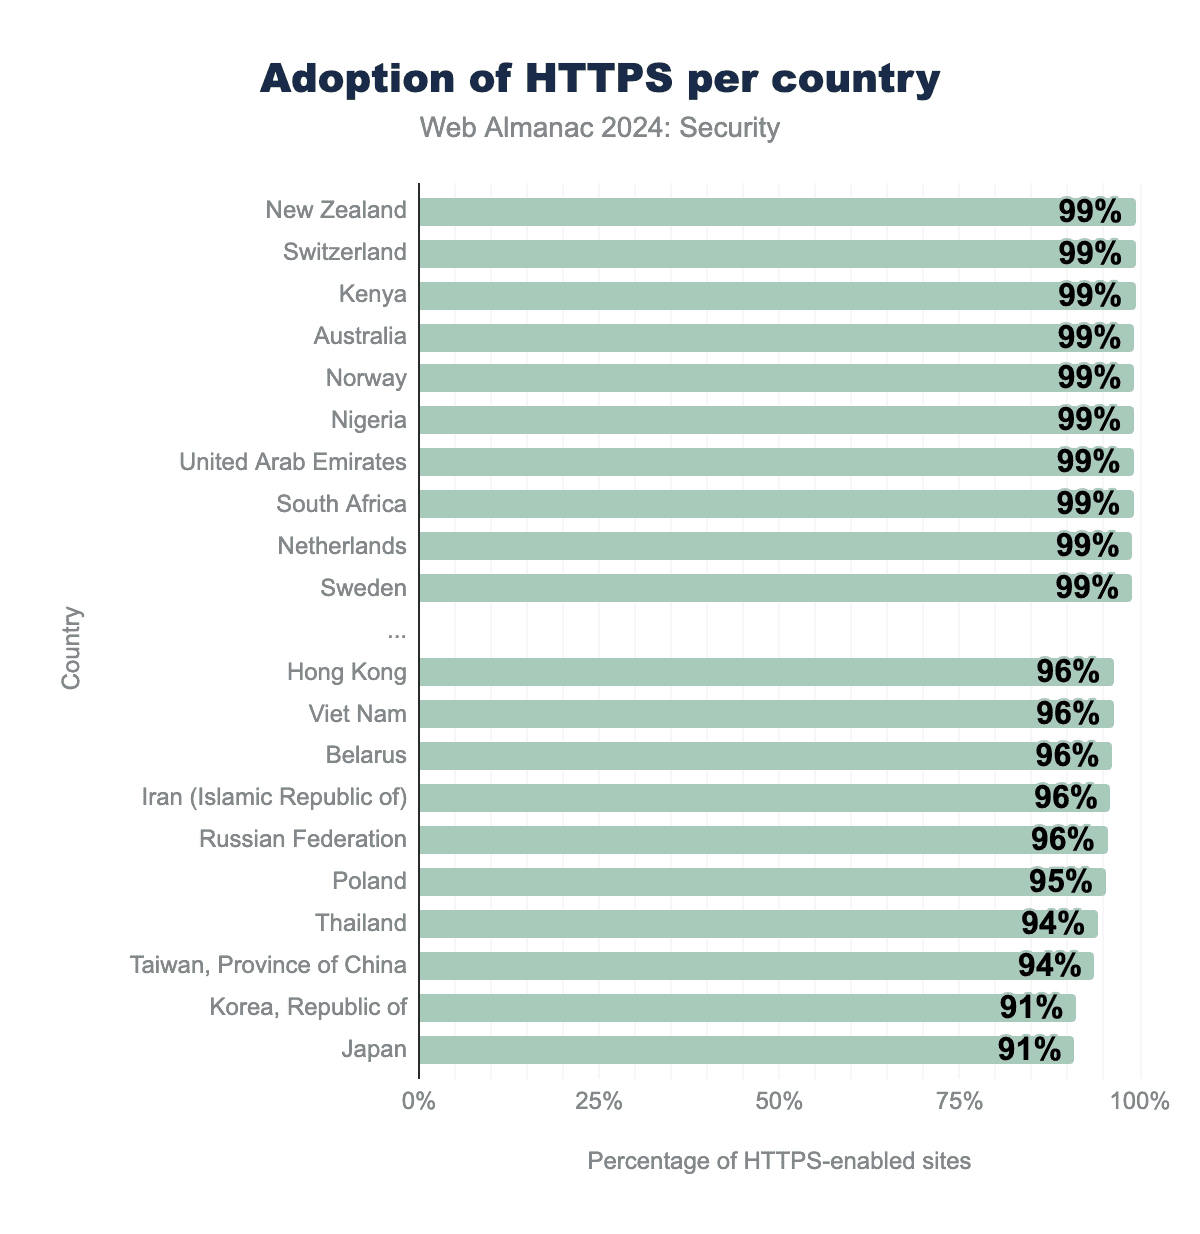 Adoption of HTTPS per country
Web Almanac 2024: Security
Country
New Zealand 99%
Switzerland 99%
Kenya 99%
Australia 99%
Norway 99%
Nigeria 99%
United Arab Emirates 99%
South Africa 99%
Netherlands 99%
Sweden 99%
...
Hong Kong 96%
Viet Nam 96%
Belarus 96%
Iran (Islamic Republic of) 96%
Russian Federation 96%
Poland 95%
Thailand 94%
Taiwan, Province of China 94%
Korea, Republic of 91%
Japan 91%
0% 25% 50% 75% 100%
Percentage of HTTPS-enabled sites